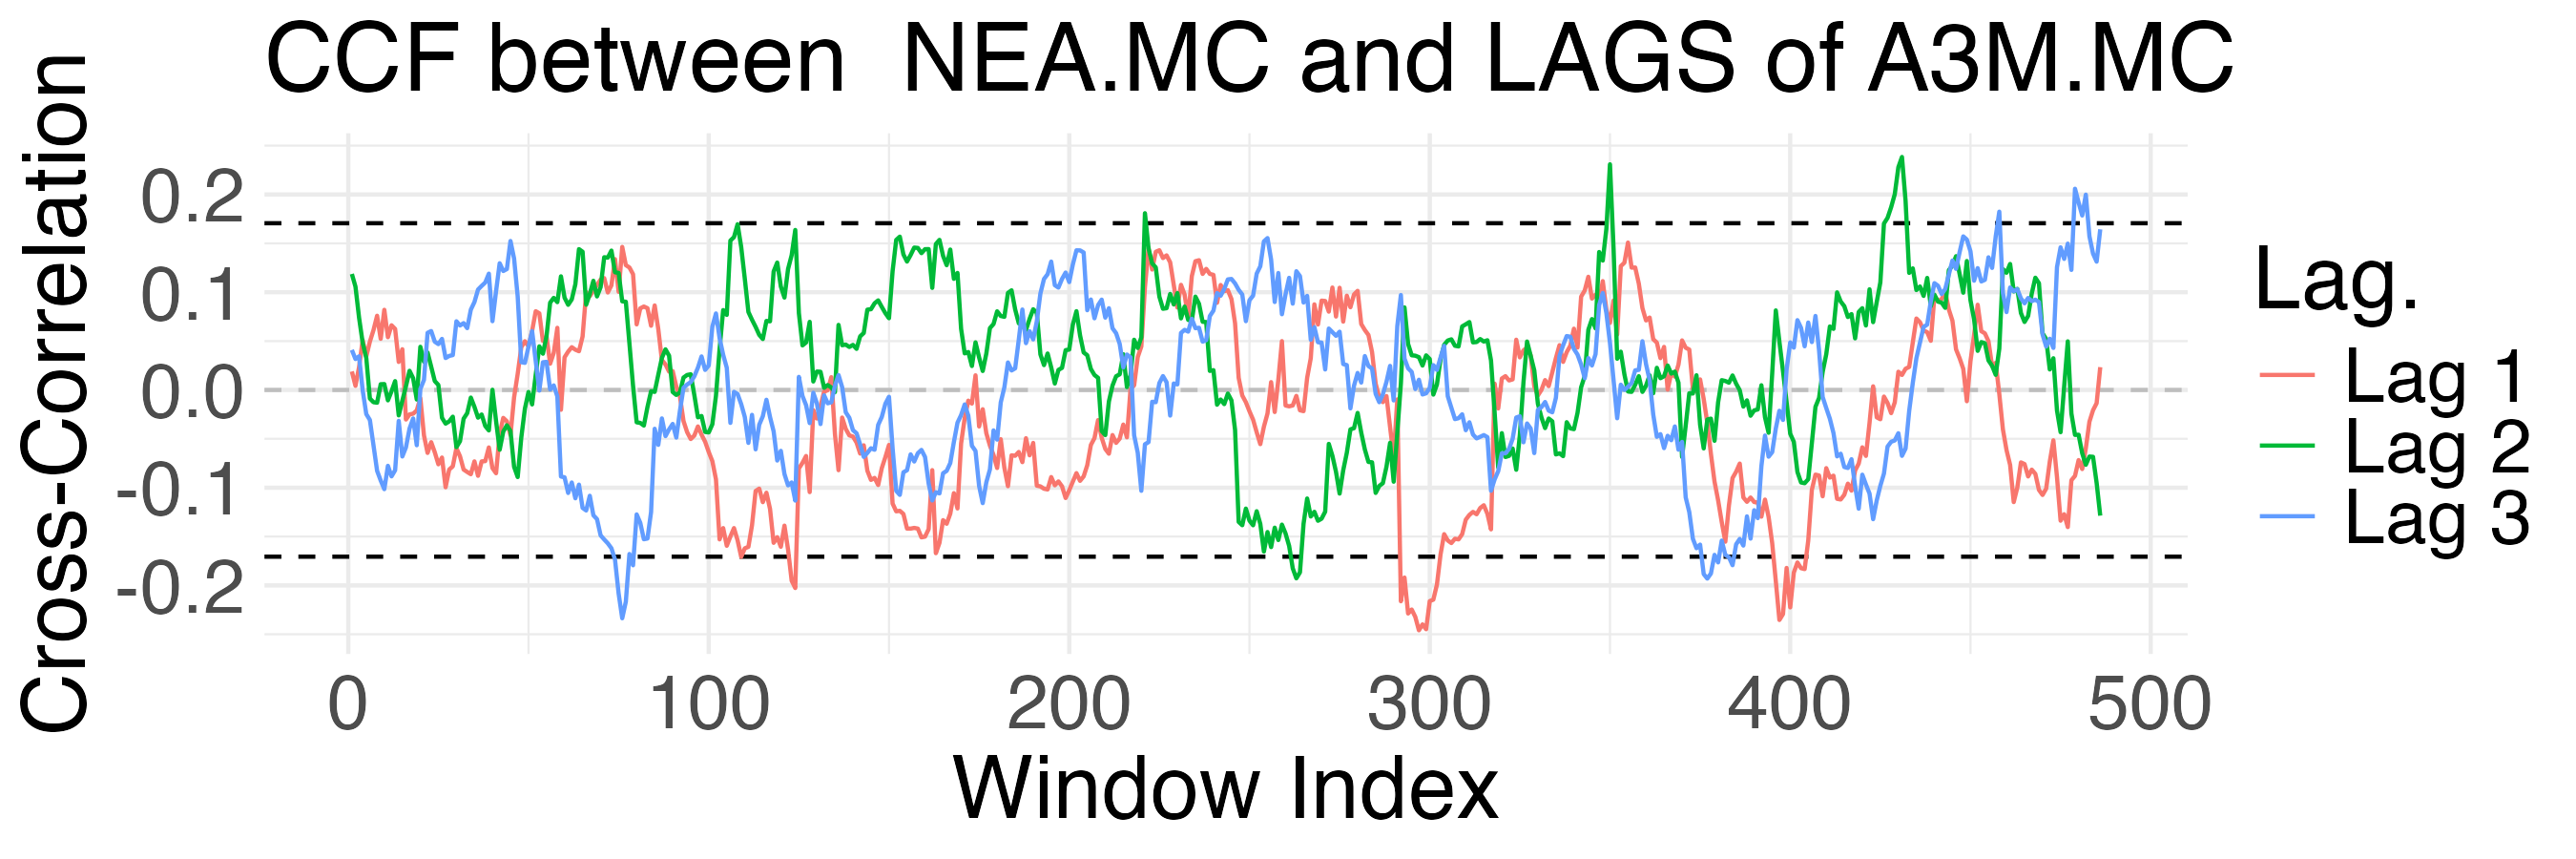 CCF between  NEA.MC and LAGS of A3M.MC
Cross-Correlation
0.2
0.1
0.0
-0.1
-0.2
0 100 200 300 400 500
Window Index
Lag.
Lag 1
Lag 2
Lag 3